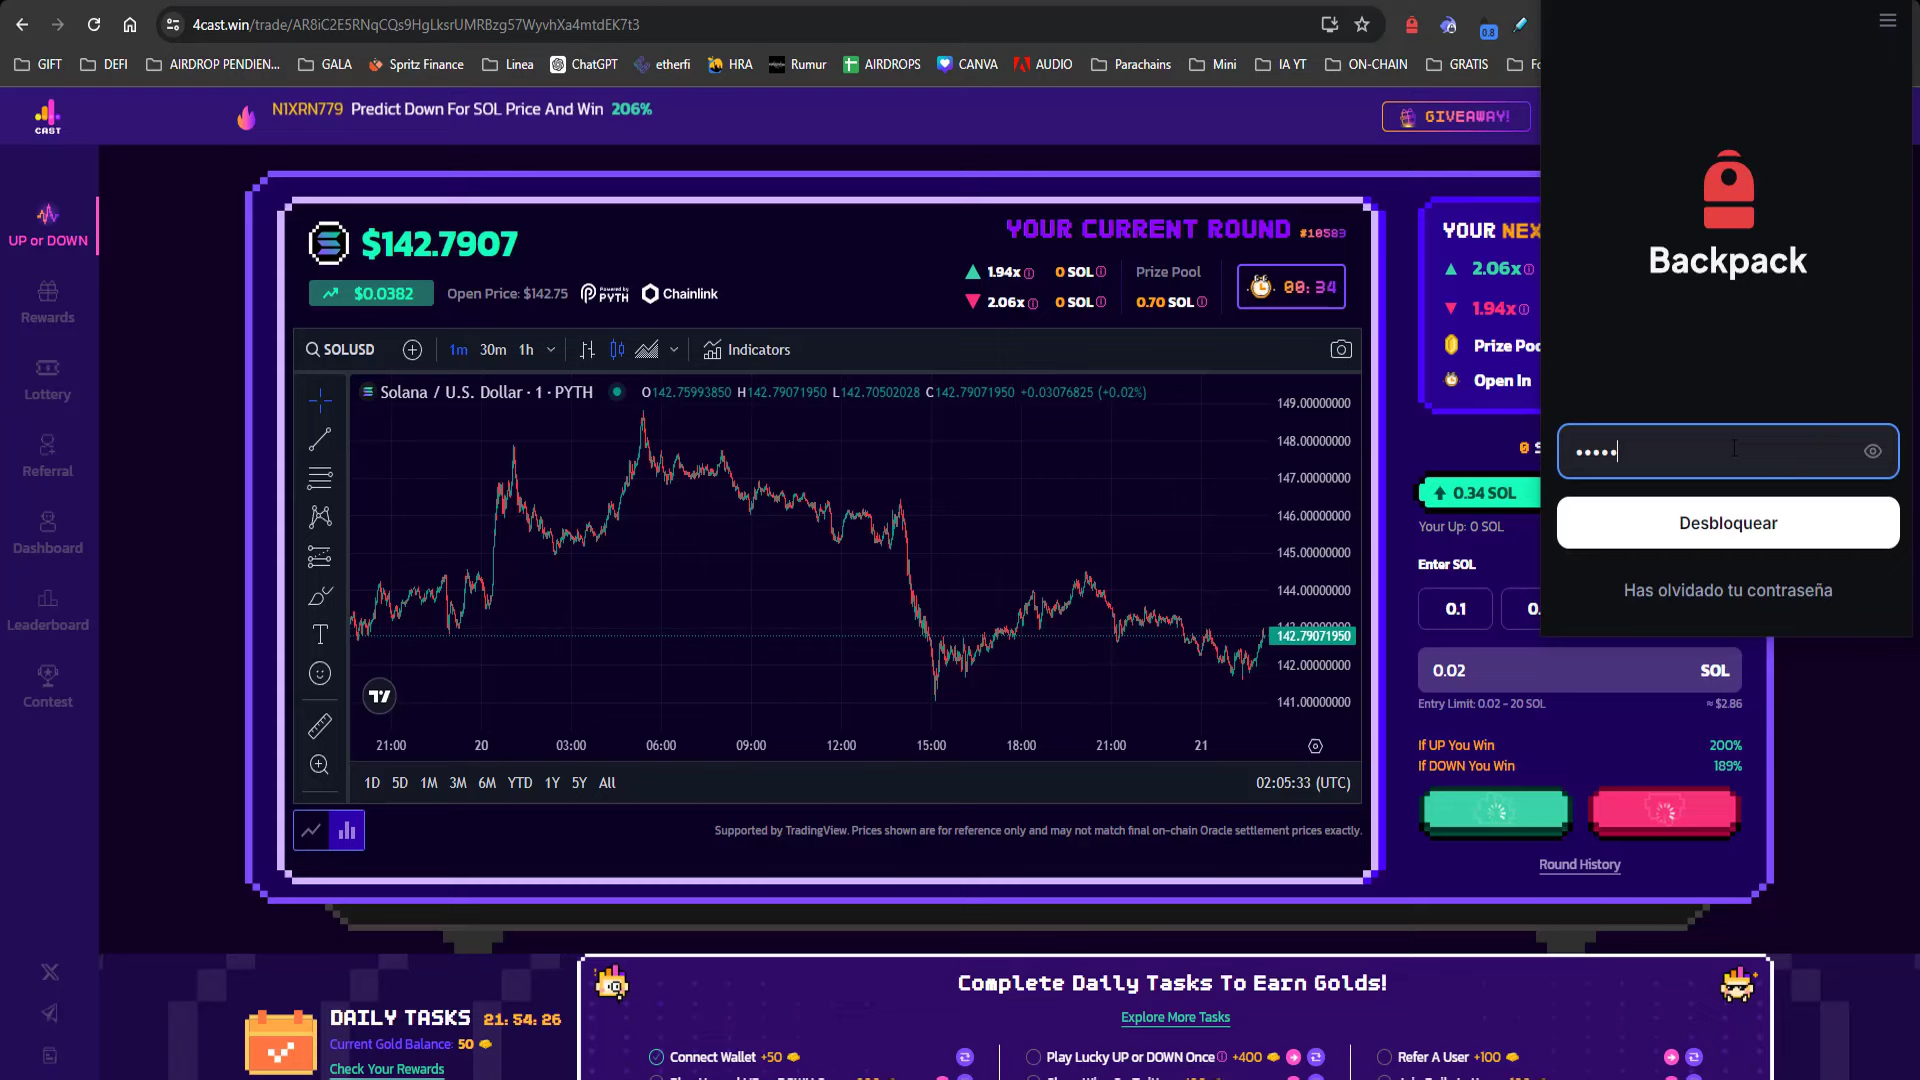 4cast.win/trade/AR8iC2E5RNqCQs9HgLksrUMRBzg57WyvhXa4mtdEK7t3
0.8
GIFT
DEFI
AIRDROP PENDIEN...
GALA
Spritz Finance
Linea
ChatGPT
etherfi
HRA
Rumur
AIRDROPS
CANVA
AUDIO
Parachains
Mini
IA YT
ON-CHAIN
GRATIS
CAST
N1XRN779 Predict Down For SOL Price And Win 206%
GIVEAWAY!
UP or DOWN
Rewards
Lottery
Referral
Dashboard
Leaderboard
Contest
$142.7907
$0.0382
Open Price: $142.75
Powered by PYTH
Chainlink
YOUR CURRENT ROUND #10583
1.94x 0 SOL
2.06x 0 SOL
Prize Pool
0.70 SOL
00:34
SOLUSD
1m 30m 1h
Indicators
Solana / U.S. Dollar · 1 · PYTH
O142.75993850 H142.79071950 L142.70502028 C142.79071950 +0.03076825 (+0.02%)
149.00000000
148.00000000
147.00000000
146.00000000
145.00000000
144.00000000
142.79071950
142.00000000
141.00000000
21:00 20 03:00 06:00 09:00 12:00 15:00 18:00 21:00 21
1D 5D 1M 3M 6M YTD 1Y 5Y All
02:05:33 (UTC)
Supported by TradingView. Prices shown are for reference only and may not match final on-chain Oracle settlement prices exactly.
YOUR NEX
2.06x
1.94x
Prize Poo
Open In
0 S
0.34 SOL
Your Up: 0 SOL
Enter SOL
0.1
0.
0.02 SOL
Entry Limit: 0.02 - 20 SOL ≈ $2.86
If UP You Win 200%
If DOWN You Win 189%
Round History
Backpack
•••••
Desbloquear
Has olvidado tu contraseña
DAILY TASKS 21:54:26
Current Gold Balance: 50
Check Your Rewards
Complete Daily Tasks To Earn Golds!
Explore More Tasks
Connect Wallet +50
Play Lucky UP or DOWN Once +400
Refer A User +100